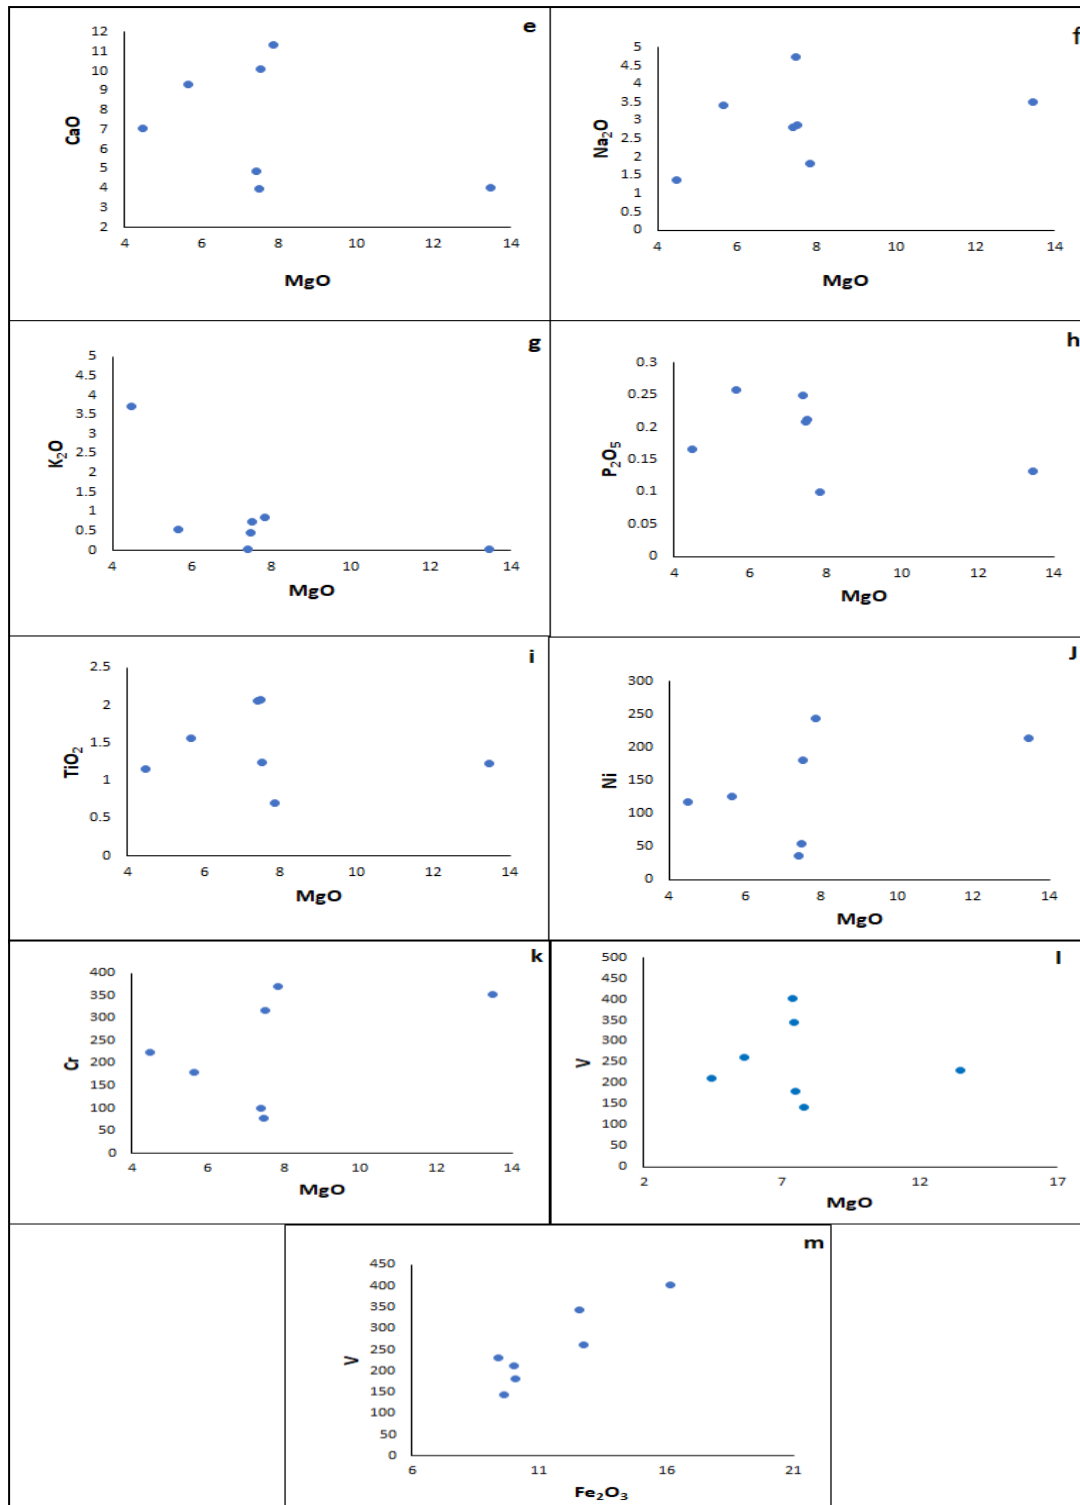 e
12
11
10
9
8
7
6
5
4
3
2
CaO
4 6 8 10 12 14
MgO
f
5
4.5
4
3.5
3
2.5
2
1.5
1
0.5
0
Na₂O
4 6 8 10 12 14
MgO
g
5
4.5
4
3.5
3
2.5
2
1.5
1
0.5
0
K₂O
4 6 8 10 12 14
MgO
h
0.3
0.25
0.2
0.15
0.1
0.05
0
P₂O₅
4 6 8 10 12 14
MgO
i
2.5
2
1.5
1
0.5
0
TiO₂
4 6 8 10 12 14
MgO
J
300
250
200
150
100
50
0
Ni
4 6 8 10 12 14
MgO
k
400
350
300
250
200
150
100
50
0
Cr
4 6 8 10 12 14
MgO
l
500
450
400
350
300
250
200
150
100
50
0
V
2 7 12 17
MgO
m
450
400
350
300
250
200
150
100
50
0
V
6 11 16 21
Fe₂O₃